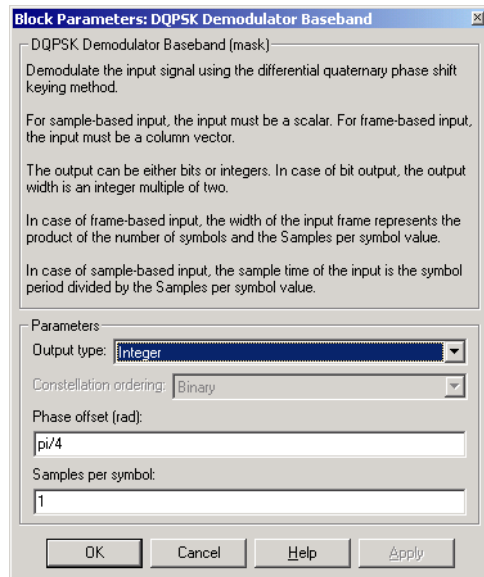 Block Parameters: DQPSK Demodulator Baseband
DQPSK Demodulator Baseband (mask)
Demodulate the input signal using the differential quaternary phase shift
keying method.
For sample-based input, the input must be a scalar. For frame-based input,
the input must be a column vector.
The output can be either bits or integers. In case of bit output, the output
width is an integer multiple of two.
In case of frame-based input, the width of the input frame represents the
product of the number of symbols and the Samples per symbol value.
In case of sample-based input, the sample time of the input is the symbol
period divided by the Samples per symbol value.
Parameters
Output type: Integer
Constellation ordering: Binary
Phase offset (rad):
pi/4
Samples per symbol:
1
OK Cancel Help Apply